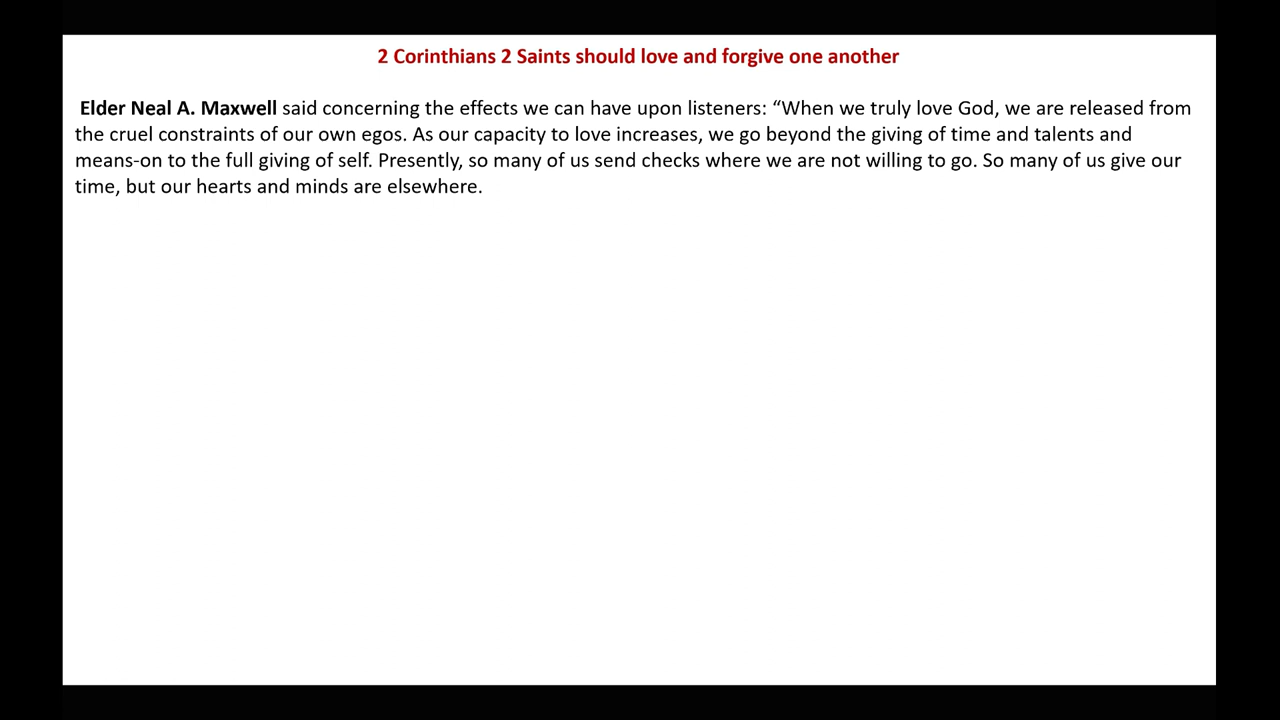 2 Corinthians 2 Saints should love and forgive one another
Elder Neal A. Maxwell said concerning the effects we can have upon listeners: “When we truly love God, we are released from
the cruel constraints of our own egos. As our capacity to love increases, we go beyond the giving of time and talents and
means-on to the full giving of self. Presently, so many of us send checks where we are not willing to go. So many of us give our
time, but our hearts and minds are elsewhere.